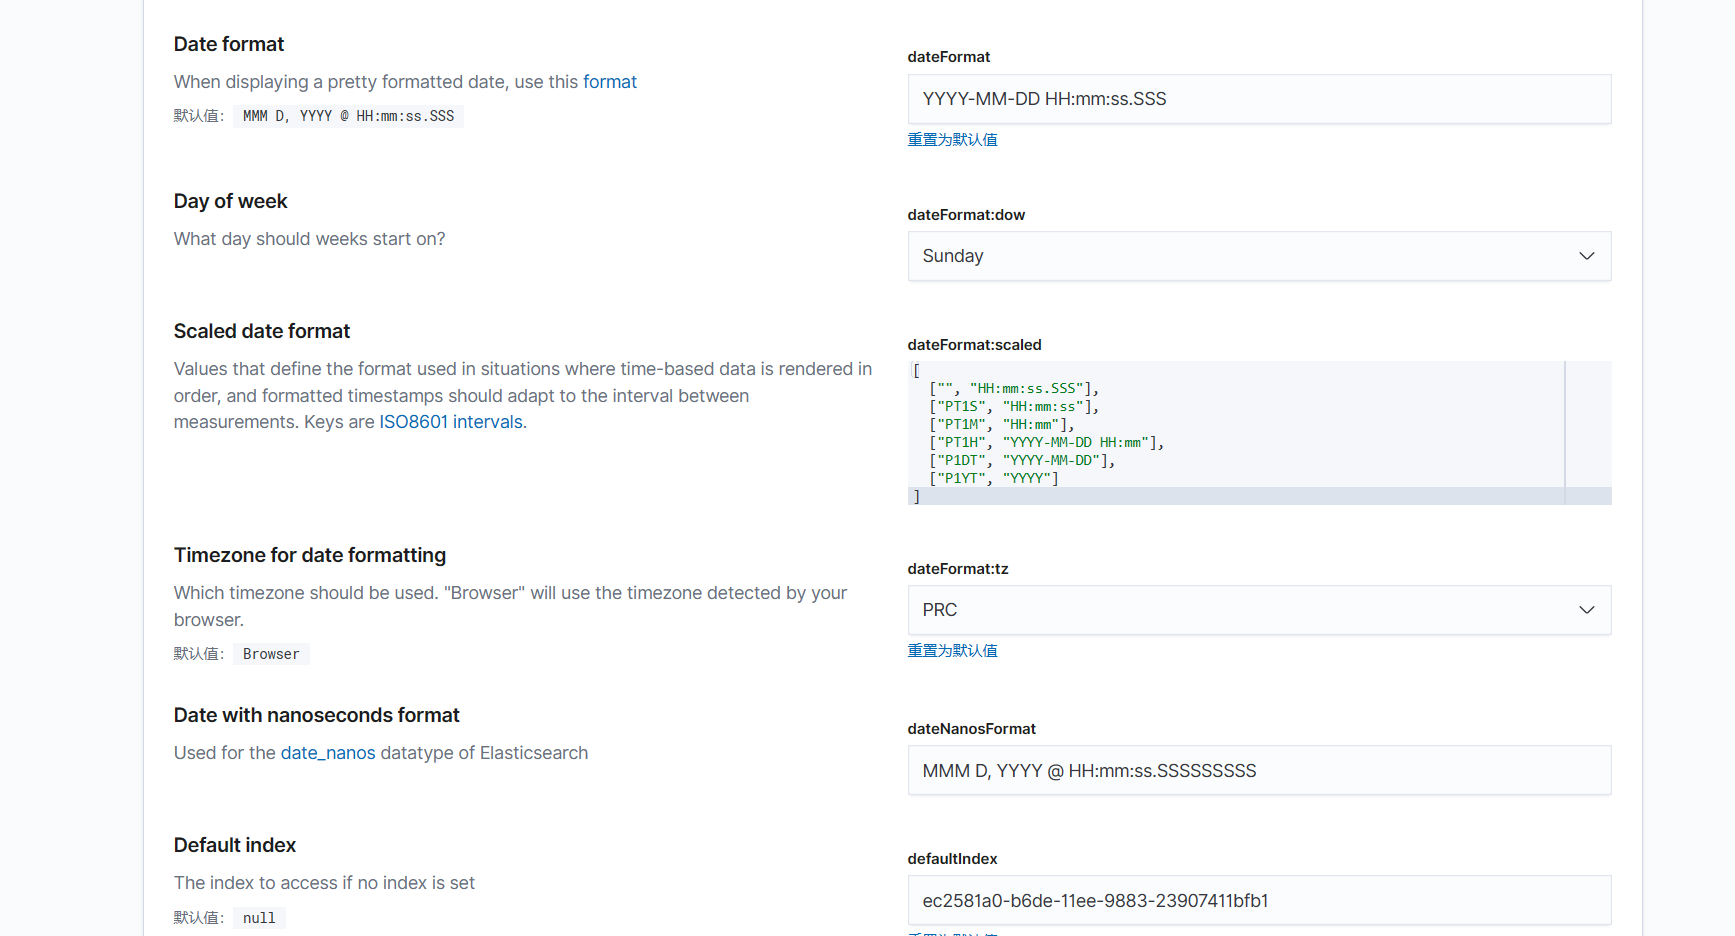 Date format
When displaying a pretty formatted date, use this format
默认值： MMM D, YYYY @ HH:mm:ss.SSS
dateFormat
YYYY-MM-DD HH:mm:ss.SSS
重置为默认值
Day of week
What day should weeks start on?
dateFormat:dow
Sunday
Scaled date format
Values that define the format used in situations where time-based data is rendered in
order, and formatted timestamps should adapt to the interval between
measurements. Keys are ISO8601 intervals.
dateFormat:scaled
[
["", "HH:mm:ss.SSS"],
["PT1S", "HH:mm:ss"],
["PT1M", "HH:mm"],
["PT1H", "YYYY-MM-DD HH:mm"],
["P1DT", "YYYY-MM-DD"],
["P1YT", "YYYY"]
]
Timezone for date formatting
Which timezone should be used. "Browser" will use the timezone detected by your
browser.
默认值： Browser
dateFormat:tz
PRC
重置为默认值
Date with nanoseconds format
Used for the date_nanos datatype of Elasticsearch
dateNanosFormat
MMM D, YYYY @ HH:mm:ss.SSSSSSSSS
Default index
The index to access if no index is set
默认值： null
defaultIndex
ec2581a0-b6de-11ee-9883-23907411bfb1